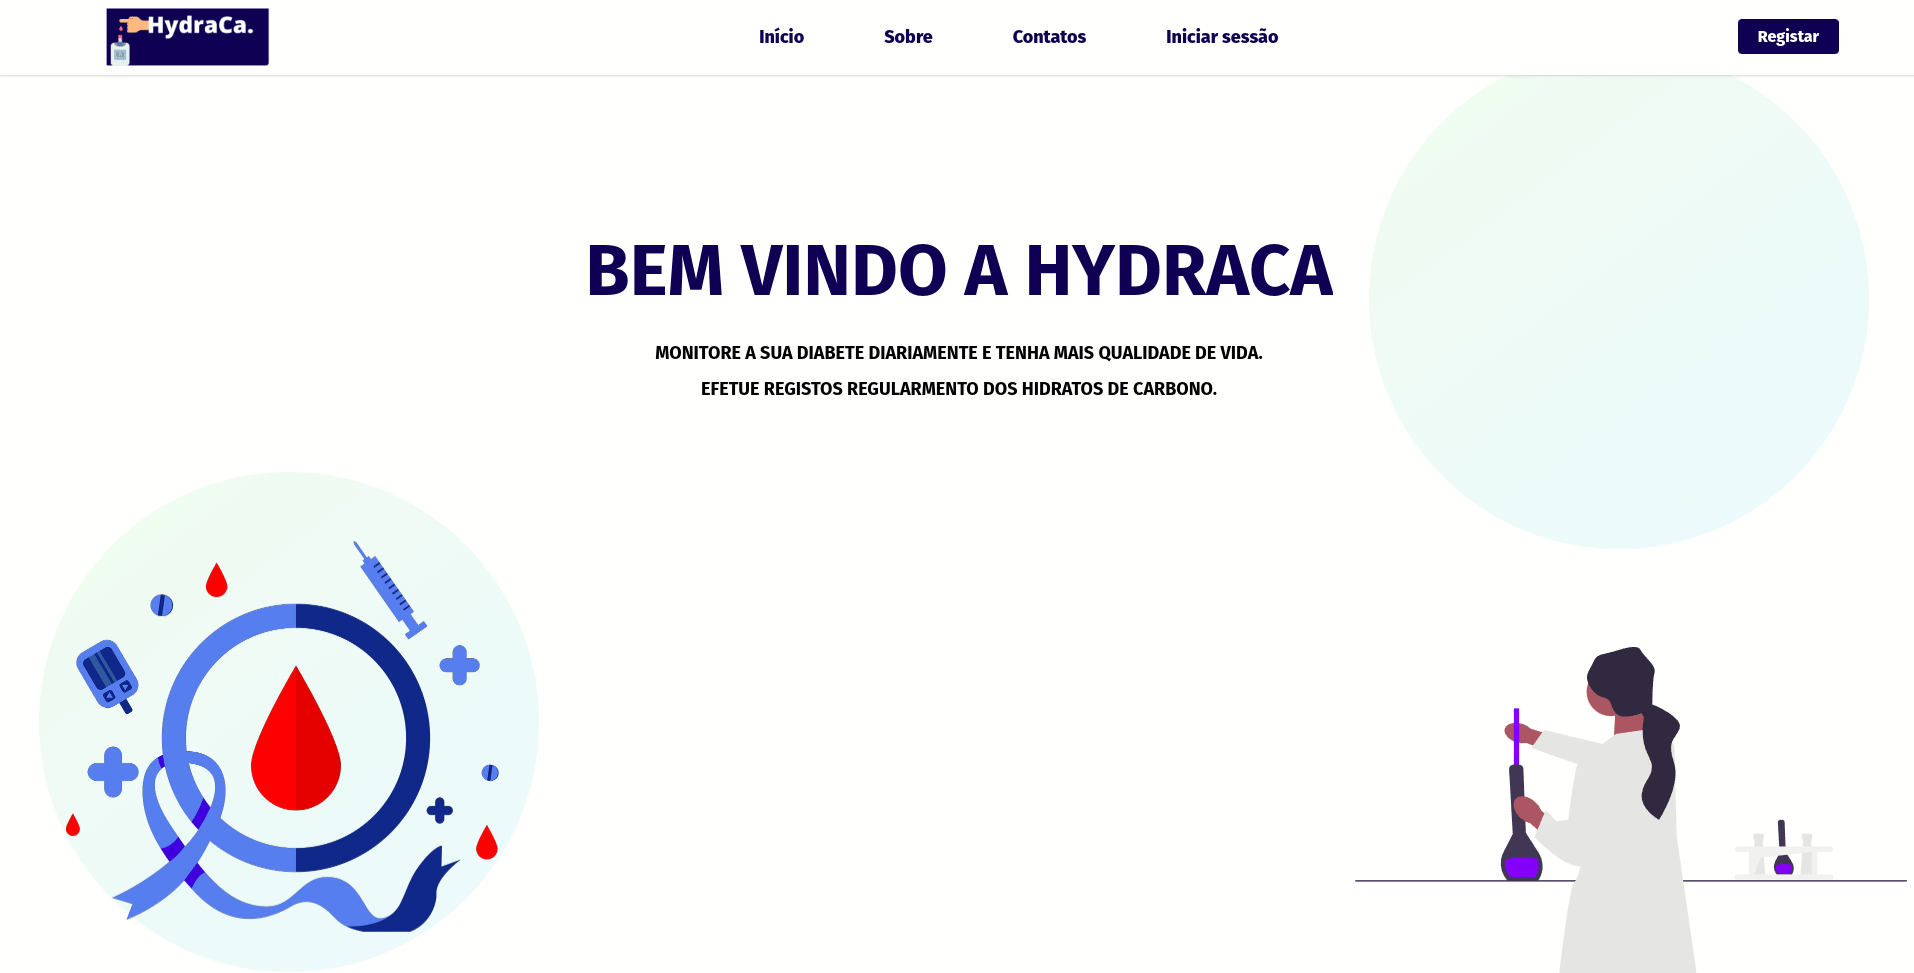 HydraCa.
Início
Sobre
Contatos
Iniciar sessão
Registar
BEM VINDO A HYDRACA
MONITORE A SUA DIABETE DIARIAMENTE E TENHA MAIS QUALIDADE DE VIDA.
EFETUE REGISTOS REGULARMENTO DOS HIDRATOS DE CARBONO.